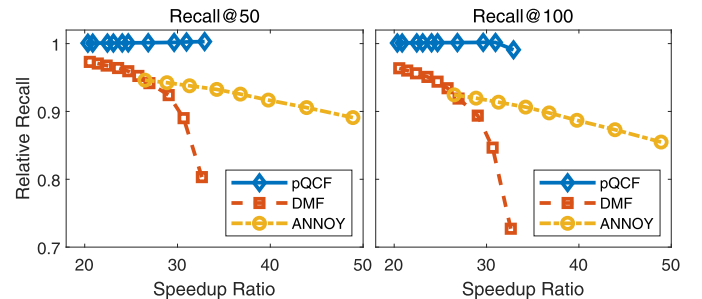 Recall@50
Recall@100
Relative Recall
1
0.9
0.8
0.7
pQCF
DMF
ANNOY
pQCF
DMF
ANNOY
20 30 40 50
20 30 40 50
Speedup Ratio
Speedup Ratio